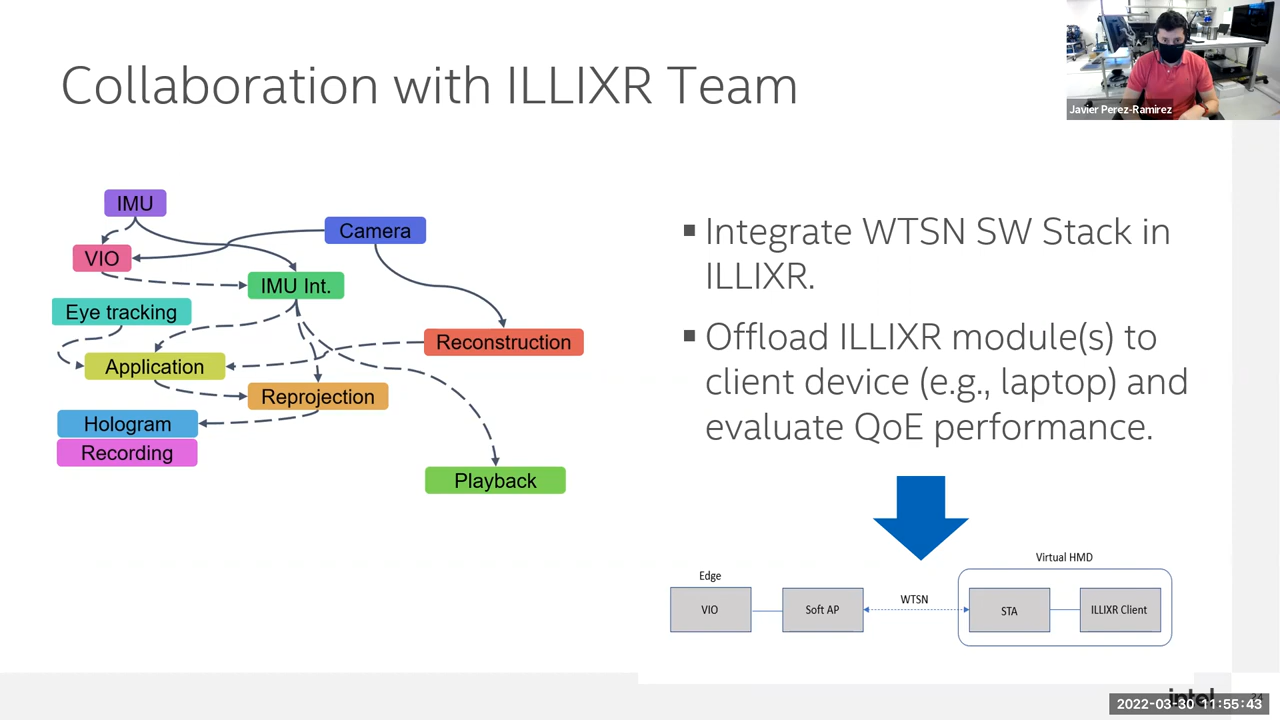 Collaboration with ILLIXR Team
Javier Perez-Ramirez
IMU
Camera
VIO
IMU Int.
Eye tracking
Reconstruction
Application
Reprojection
Hologram
Recording
Playback
▪ Integrate WTSN SW Stack in
ILLIXR.
▪ Offload ILLIXR module(s) to
client device (e.g., laptop) and
evaluate QoE performance.
Virtual HMD
Edge
VIO
Soft AP
WTSN
STA
ILLIXR Client
intel
2022-03-30 11:55:43